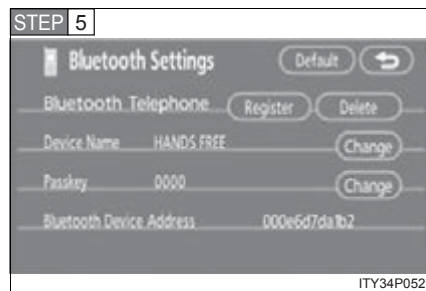 STEP 5
Bluetooth Settings Default
Bluetooth Telephone Register Delete
Device Name HANDS FREE Change
Passkey 0000 Change
Bluetooth Device Address 000e6d7da1b2
ITY34P052